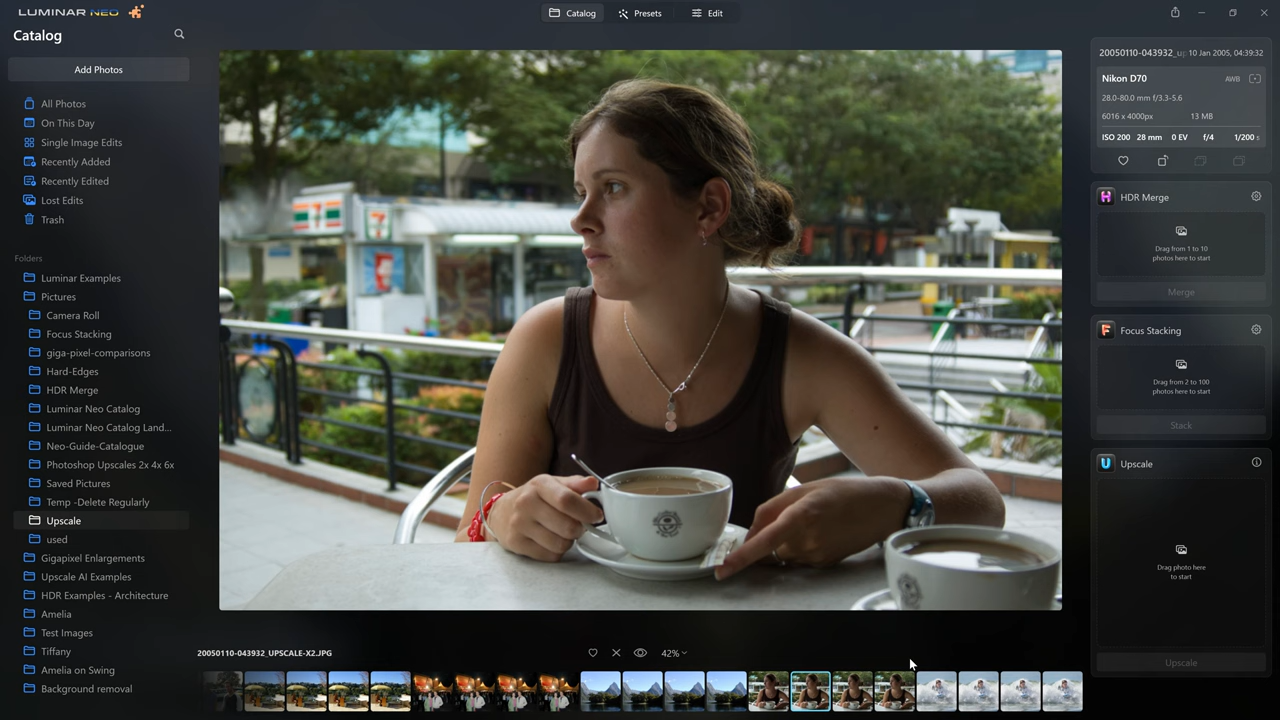 LUMINAR NEO
Catalog
Presets
Edit
Catalog
Add Photos
All Photos
On This Day
Single Image Edits
Recently Added
Recently Edited
Lost Edits
Trash
Folders
Luminar Examples
Pictures
Camera Roll
Focus Stacking
giga-pixel-comparisons
Hard-Edges
HDR Merge
Luminar Neo Catalog
Luminar Neo Catalog Land...
Neo-Guide-Catalogue
Photoshop Upscales 2x 4x 6x
Saved Pictures
Temp -Delete Regularly
Upscale
used
Gigapixel Enlargements
Upscale AI Examples
HDR Examples - Architecture
Amelia
Test Images
Tiffany
Amelia on Swing
Background removal
7
7
20050110-043932_UPSCALE-X2.JPG
42%
20050110-043932_up 10 Jan 2005, 04:39:32
Nikon D70 AWB
28.0-80.0 mm f/3.3-5.6
6016 x 4000px 13 MB
ISO 200 28 mm 0 EV f/4 1/200 s
HDR Merge
Drag from 1 to 10
photos here to start
Merge
Focus Stacking
Drag from 2 to 100
photos here to start
Stack
Upscale
Drag photo here
to start
Upscale